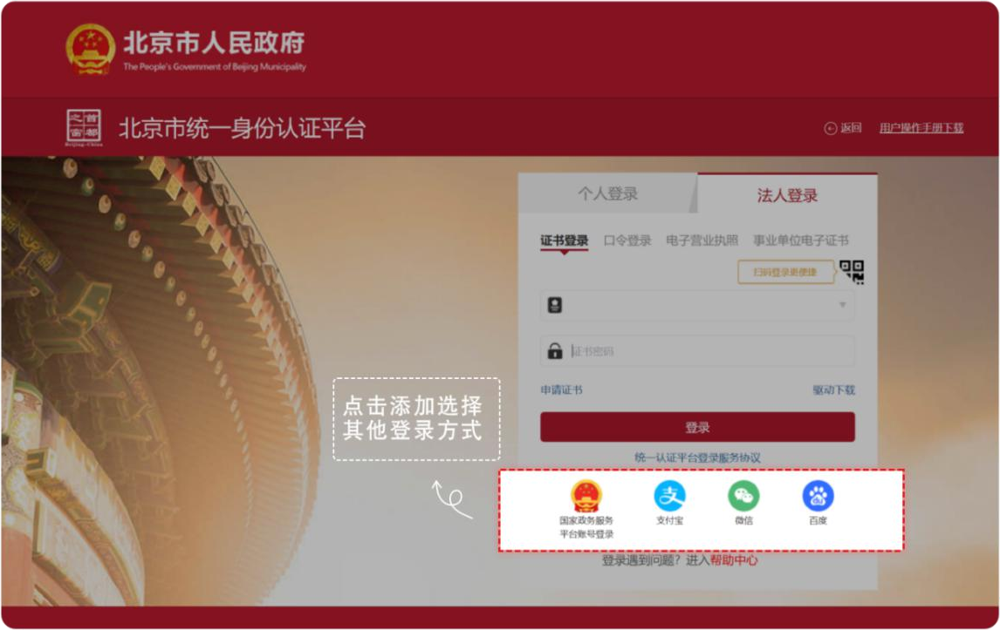 北京市人民政府
The People's Government of Beijing Municipality
首都之窗
Beijing-China
北京市统一身份认证平台
返回
用户操作手册下载
个人登录
法人登录
证书登录
口令登录
电子营业执照
事业单位电子证书
扫码登录更便捷
证书密码
申请证书
驱动下载
点击添加选择
其他登录方式
登录
统一认证平台登录服务协议
国家政务服务
平台账号登录
支付宝
微信
百度
登录遇到问题？进入帮助中心